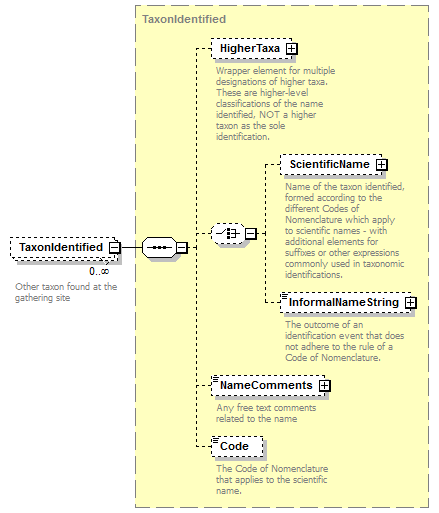 TaxonIdentified
HigherTaxa
Wrapper element for multiple
designations of higher taxa.
These are higher-level
classifications of the name
identified, NOT a higher
taxon as the sole
identification.
ScientificName
Name of the taxon identified,
formed according to the
different Codes of
Nomenclature which apply
to scientific names - with
additional elements for
suffixes or other expressions
commonly used in taxonomic
identifications.
TaxonIdentified
0..∞
Other taxon found at the
gathering site
InformalNameString
The outcome of an
identification event that does
not adhere to the rule of a
Code of Nomenclature.
NameComments
Any free text comments
related to the name
Code
The Code of Nomenclature
that applies to the scientific
name.